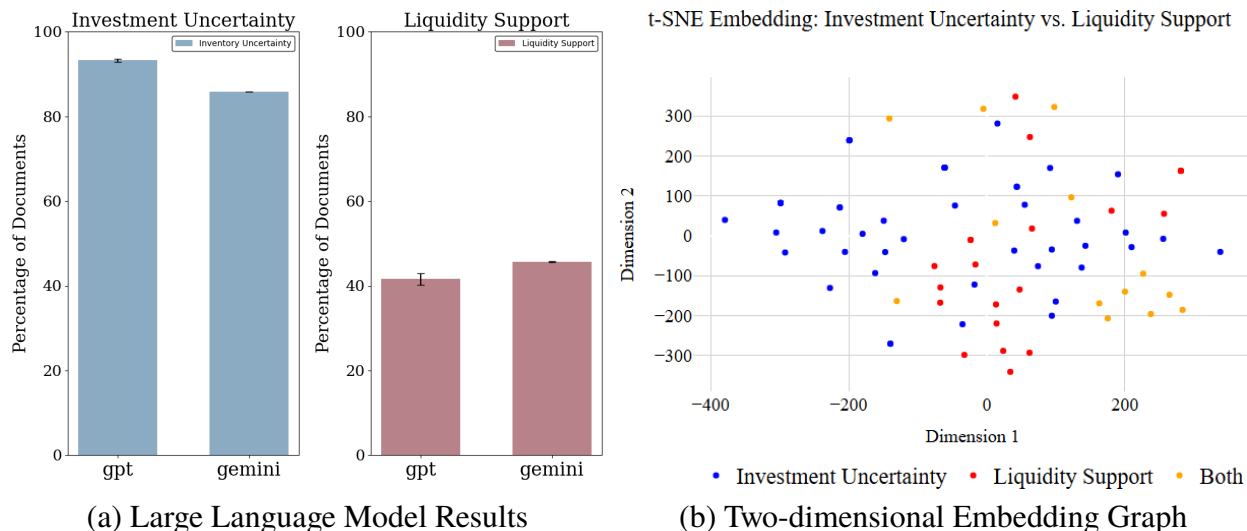 Investment Uncertainty
Inventory Uncertainty
Percentage of Documents
100
80
60
40
20
0
gpt
gemini
Liquidity Support
Liquidity Support
Percentage of Documents
100
80
60
40
20
0
gpt
gemini
(a) Large Language Model Results
t-SNE Embedding: Investment Uncertainty vs. Liquidity Support
Dimension 2
300
200
100
0
−100
−200
−300
−400
−200
0
200
Dimension 1
Investment Uncertainty
Liquidity Support
Both
(b) Two-dimensional Embedding Graph